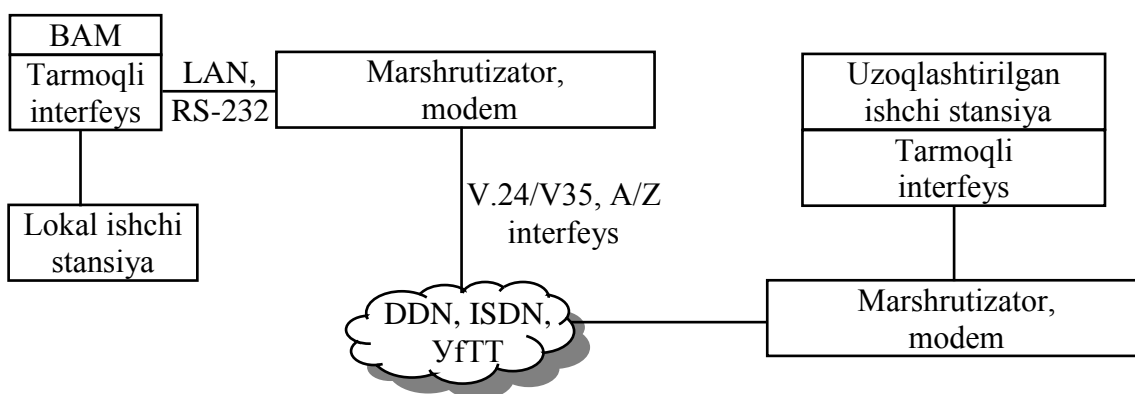 BAM
Tarmoqli
interfeys
LAN,
RS-232
Marshrutizator,
modem
Lokal ishchi
stansiya
V.24/V35, A/Z
interfeys
DDN, ISDN,
УfTT
Uzoqlashtirilgan
ishchi stansiya
Tarmoqli
interfeys
Marshrutizator,
modem